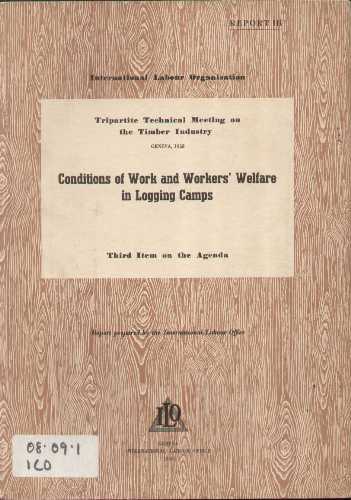 REPORT III
International Labour Organisation
Tripartite Technical Meeting on
the Timber Industry
GENEVA, 1958
Conditions of Work and Workers' Welfare
in Logging Camps
Third Item on the Agenda
Report prepared by the International Labour Office
ILO
GENEVA
INTERNATIONAL LABOUR OFFICE
08.09.1
ILO